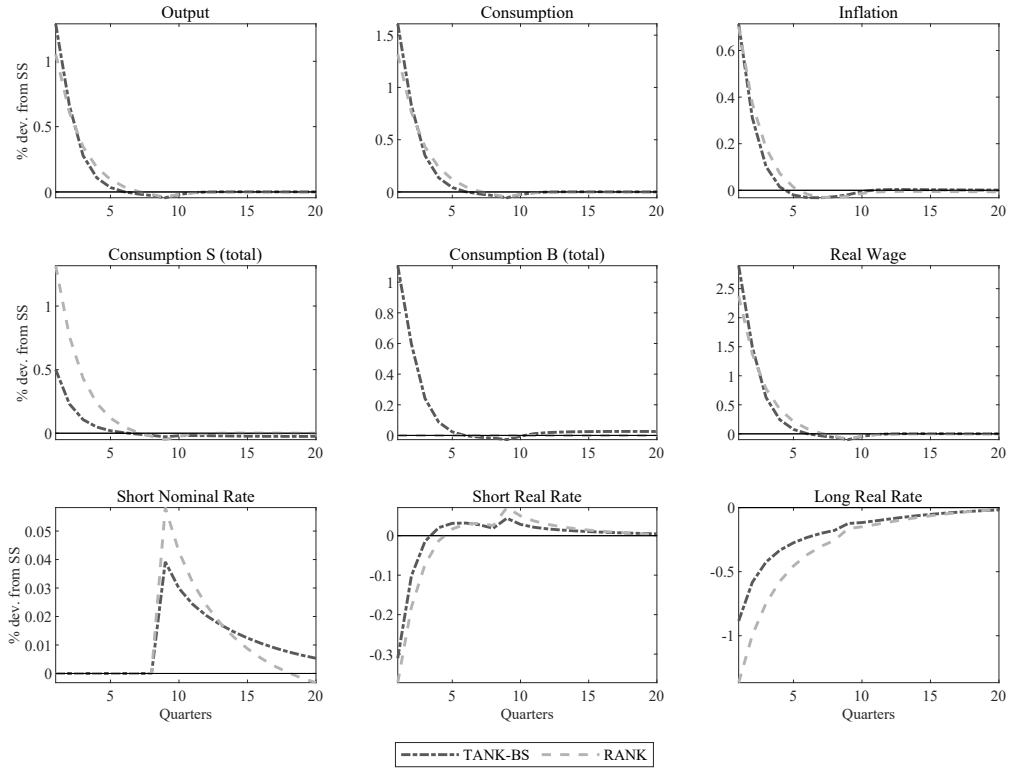 Output
Consumption
Inflation
% dev. from SS
1
0.5
0
5 10 15 20
1.5
1
0.5
0
5 10 15 20
0.6
0.4
0.2
0
5 10 15 20
Consumption S (total)
Consumption B (total)
Real Wage
% dev. from SS
1
0.5
0
5 10 15 20
1
0.8
0.6
0.4
0.2
0
5 10 15 20
2.5
2
1.5
1
0.5
0
5 10 15 20
Short Nominal Rate
Short Real Rate
Long Real Rate
% dev. from SS
0.05
0.04
0.03
0.02
0.01
0
5 10 15 20
Quarters
0
-0.1
-0.2
-0.3
5 10 15 20
Quarters
0
-0.5
-1
5 10 15 20
Quarters
TANK-BS
RANK